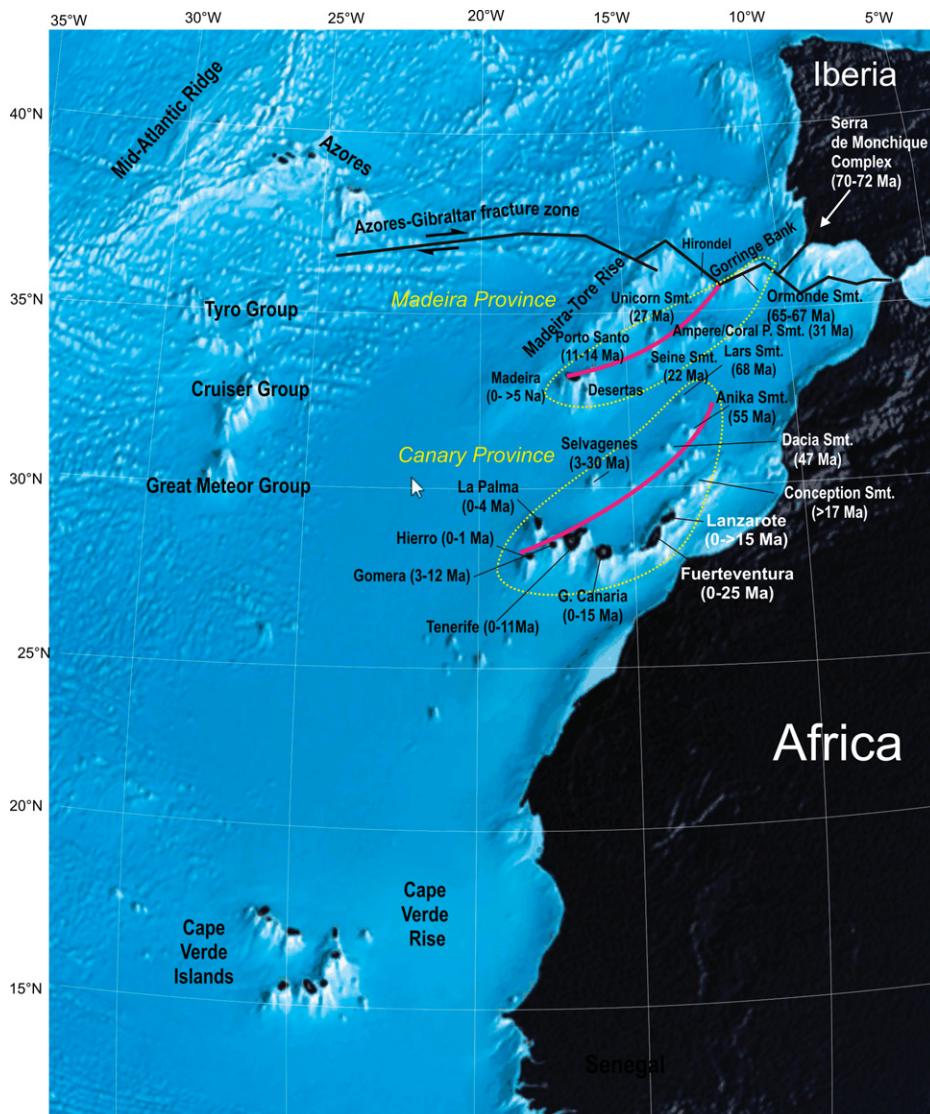 35°W
30°W
25°W
20°W
15°W
10°W
5°W
40°N
35°N
30°N
25°N
20°N
15°N
Iberia
Serra
de Monchique
Complex
(70-72 Ma)
Mid-Atlantic Ridge
Azores
Azores-Gibraltar fracture zone
Hirondel
Gorringe Bank
Madeira-Tore Rise
Tyro Group
Madeira Province
Unicorn Smt.
(27 Ma)
Ormonde Smt.
(65-67 Ma)
Ampere/Coral P. Smt. (31 Ma)
Porto Santo
(11-14 Ma)
Lars Smt.
(68 Ma)
Seine Smt.
(22 Ma)
Madeira
(0- >5 Na)
Desertas
Cruiser Group
Anika Smt.
(55 Ma)
Canary Province
Selvagenes
(3-30 Ma)
Dacia Smt.
(47 Ma)
Great Meteor Group
La Palma
(0-4 Ma)
Conception Smt.
(>17 Ma)
Hierro (0-1 Ma)
Lanzarote
(0->15 Ma)
Gomera (3-12 Ma)
Fuerteventura
(0-25 Ma)
G. Canaria
(0-15 Ma)
Tenerife (0-11Ma)
Africa
Cape
Verde
Rise
Cape
Verde
Islands
Senegal